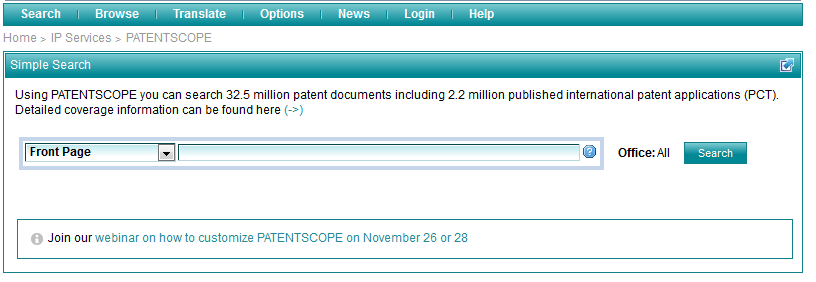 Search | Browse | Translate | Options | News | Login | Help
Home > IP Services > PATENTSCOPE
Simple Search
Using PATENTSCOPE you can search 32.5 million patent documents including 2.2 million published international patent applications (PCT).
Detailed coverage information can be found here (->)
Front Page ? Office: All Search
i Join our webinar on how to customize PATENTSCOPE on November 26 or 28